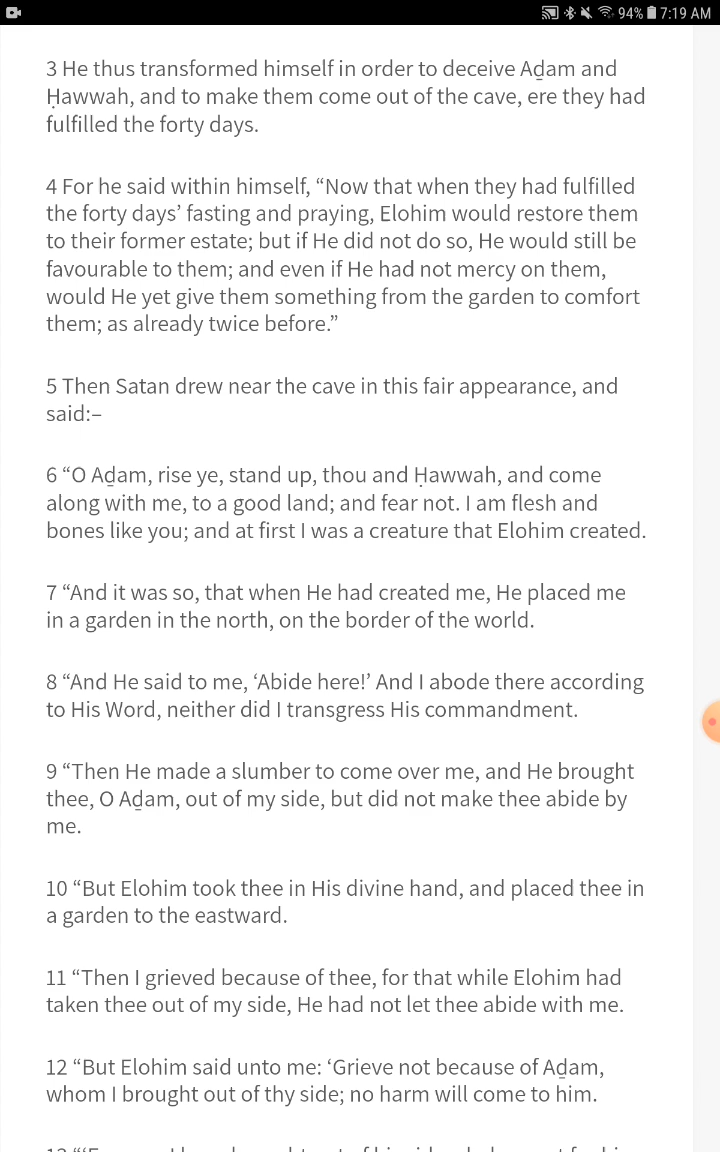 94% 7:19 AM
3 He thus transformed himself in order to deceive Aḏam and
Ḥawwah, and to make them come out of the cave, ere they had
fulfilled the forty days.
4 For he said within himself, “Now that when they had fulfilled
the forty days’ fasting and praying, Elohim would restore them
to their former estate; but if He did not do so, He would still be
favourable to them; and even if He had not mercy on them,
would He yet give them something from the garden to comfort
them; as already twice before.”
5 Then Satan drew near the cave in this fair appearance, and
said:–
6 “O Aḏam, rise ye, stand up, thou and Ḥawwah, and come
along with me, to a good land; and fear not. I am flesh and
bones like you; and at first I was a creature that Elohim created.
7 “And it was so, that when He had created me, He placed me
in a garden in the north, on the border of the world.
8 “And He said to me, ‘Abide here!’ And I abode there according
to His Word, neither did I transgress His commandment.
9 “Then He made a slumber to come over me, and He brought
thee, O Aḏam, out of my side, but did not make thee abide by
me.
10 “But Elohim took thee in His divine hand, and placed thee in
a garden to the eastward.
11 “Then I grieved because of thee, for that while Elohim had
taken thee out of my side, He had not let thee abide with me.
12 “But Elohim said unto me: ‘Grieve not because of Aḏam,
whom I brought out of thy side; no harm will come to him.